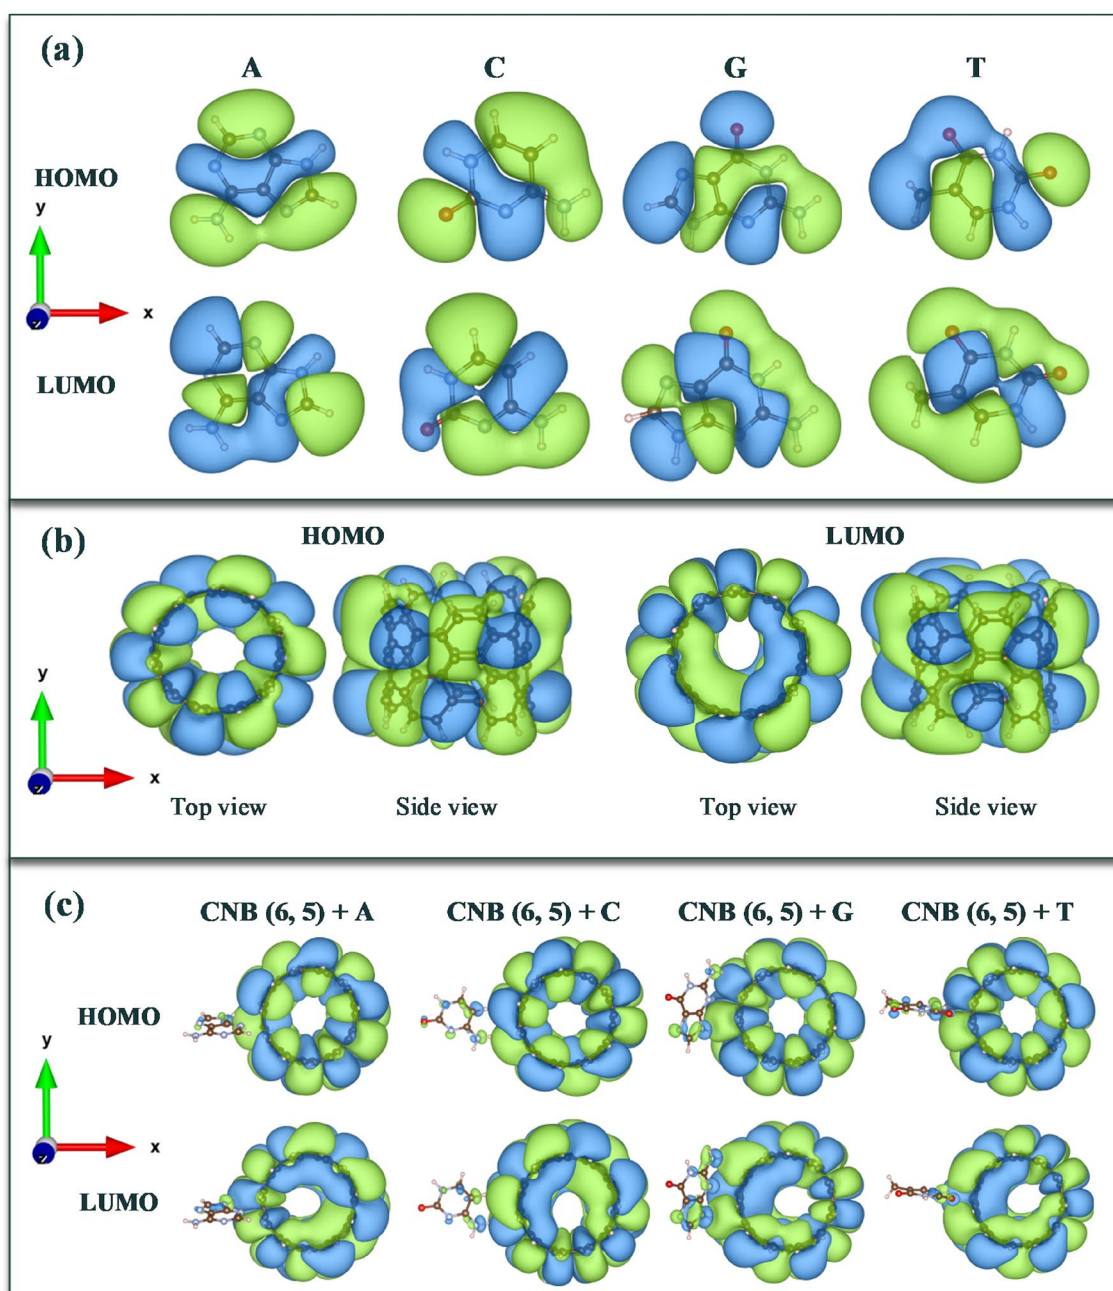 (a)
A C G T
HOMO
y
x
z
LUMO
(b)
HOMO LUMO
y
x
z
Top view Side view Top view Side view
(c)
CNB (6, 5) + A CNB (6, 5) + C CNB (6, 5) + G CNB (6, 5) + T
HOMO
y
x
z
LUMO